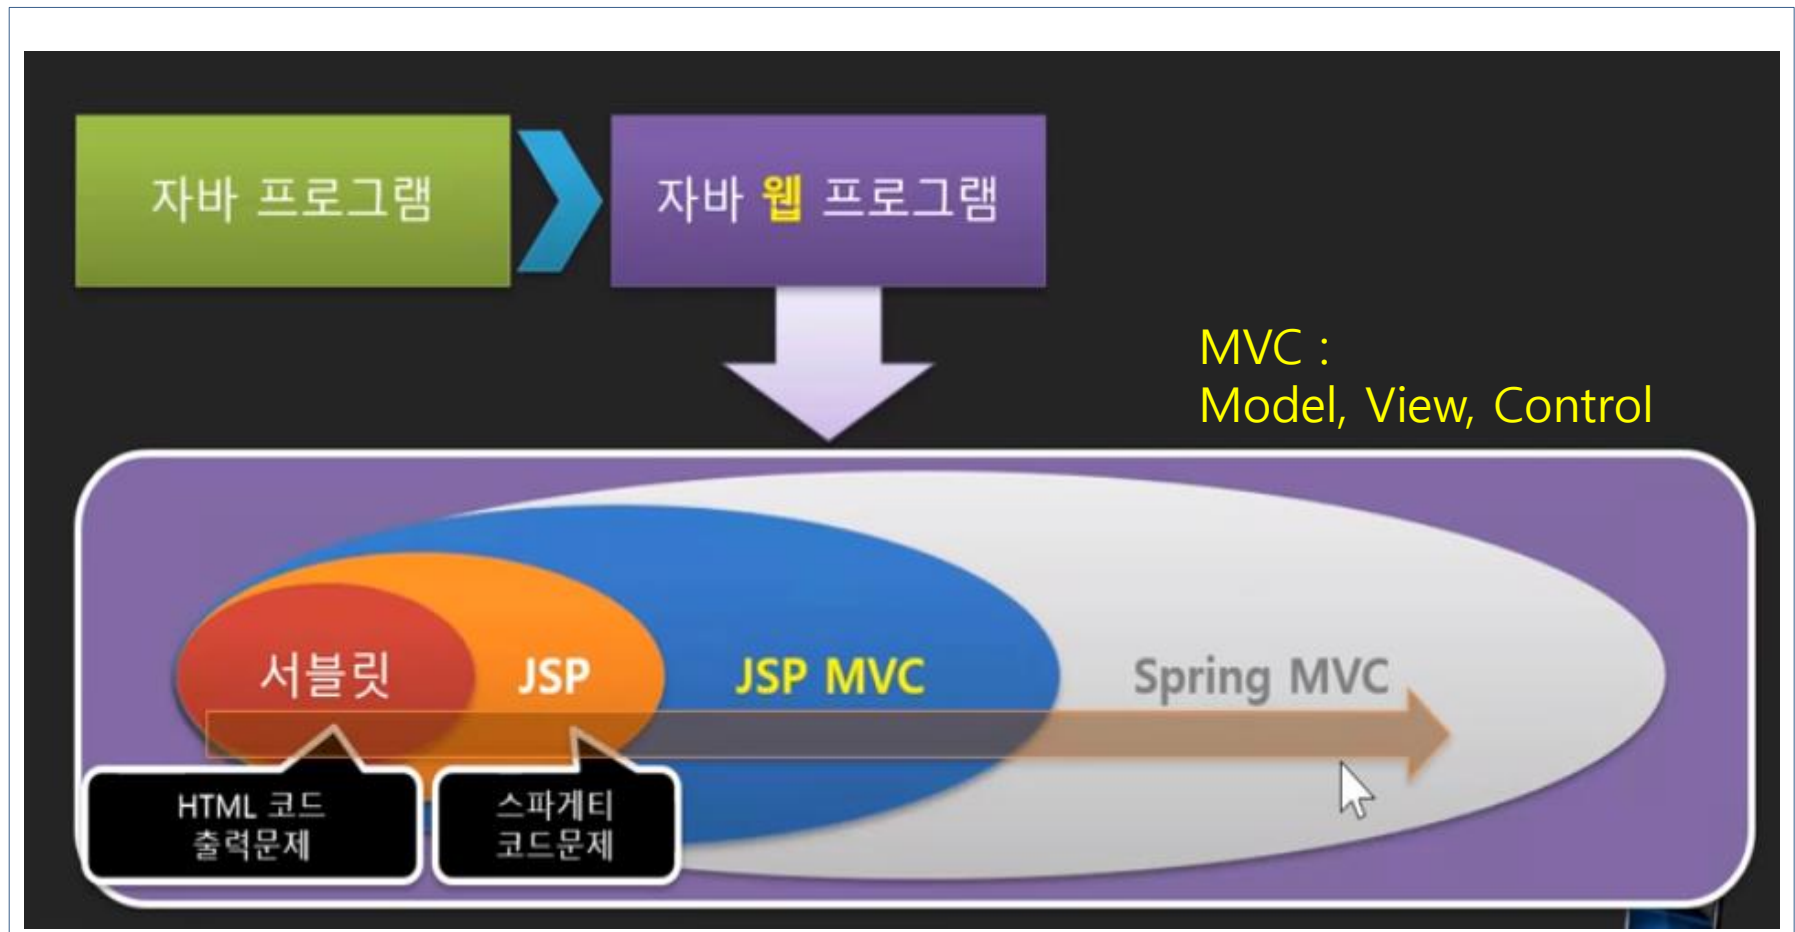 자바 프로그램
자바 웹 프로그램
MVC :
Model, View, Control
서블릿
JSP
JSP MVC
Spring MVC
HTML 코드
출력문제
스파게티
코드문제